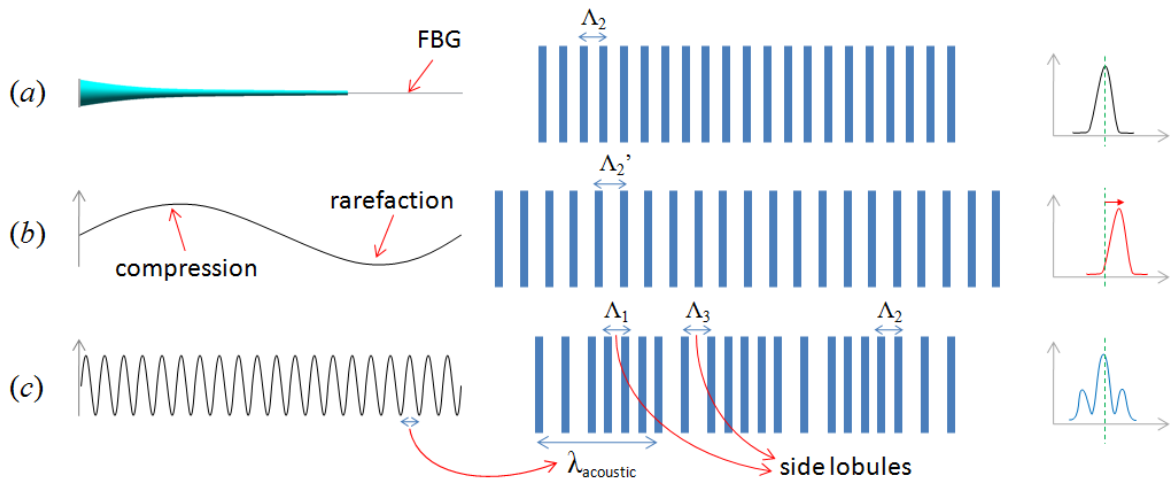 FBG
Λ2
(a)
rarefaction
Λ2’
(b)
compression
Λ1
Λ3
Λ2
(c)
λacoustic
side lobules